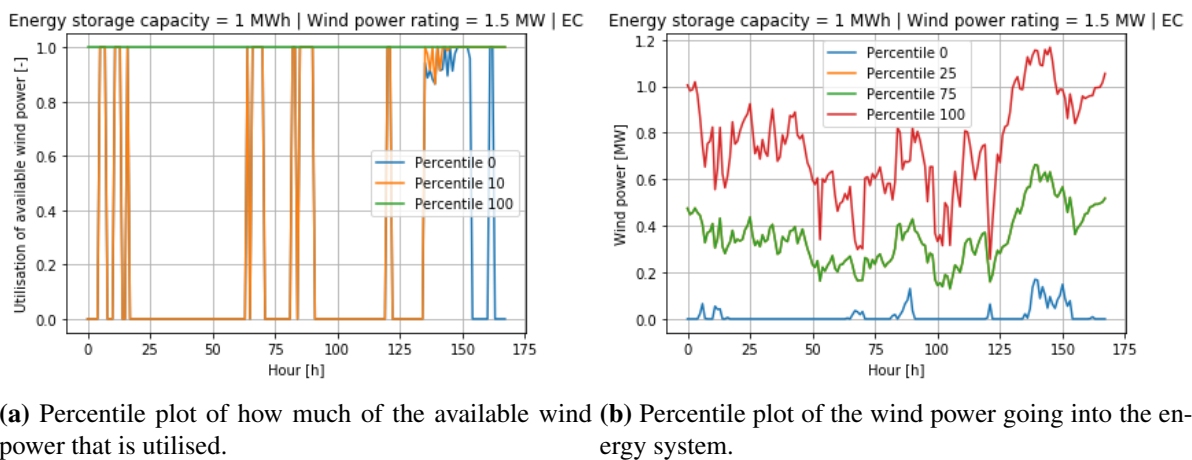 Energy storage capacity = 1 MWh | Wind power rating = 1.5 MW | EC
Utilisation of available wind power [-]
1.0
0.8
0.6
0.4
0.2
0.0
Percentile 0
Percentile 10
Percentile 100
0 25 50 75 100 125 150 175
Hour [h]
Energy storage capacity = 1 MWh | Wind power rating = 1.5 MW | EC
Wind power [MW]
1.2
1.0
0.8
0.6
0.4
0.2
0.0
Percentile 0
Percentile 25
Percentile 75
Percentile 100
0 25 50 75 100 125 150 175
Hour [h]
(a) Percentile plot of how much of the available wind
power that is utilised.
(b) Percentile plot of the wind power going into the en-
ergy system.